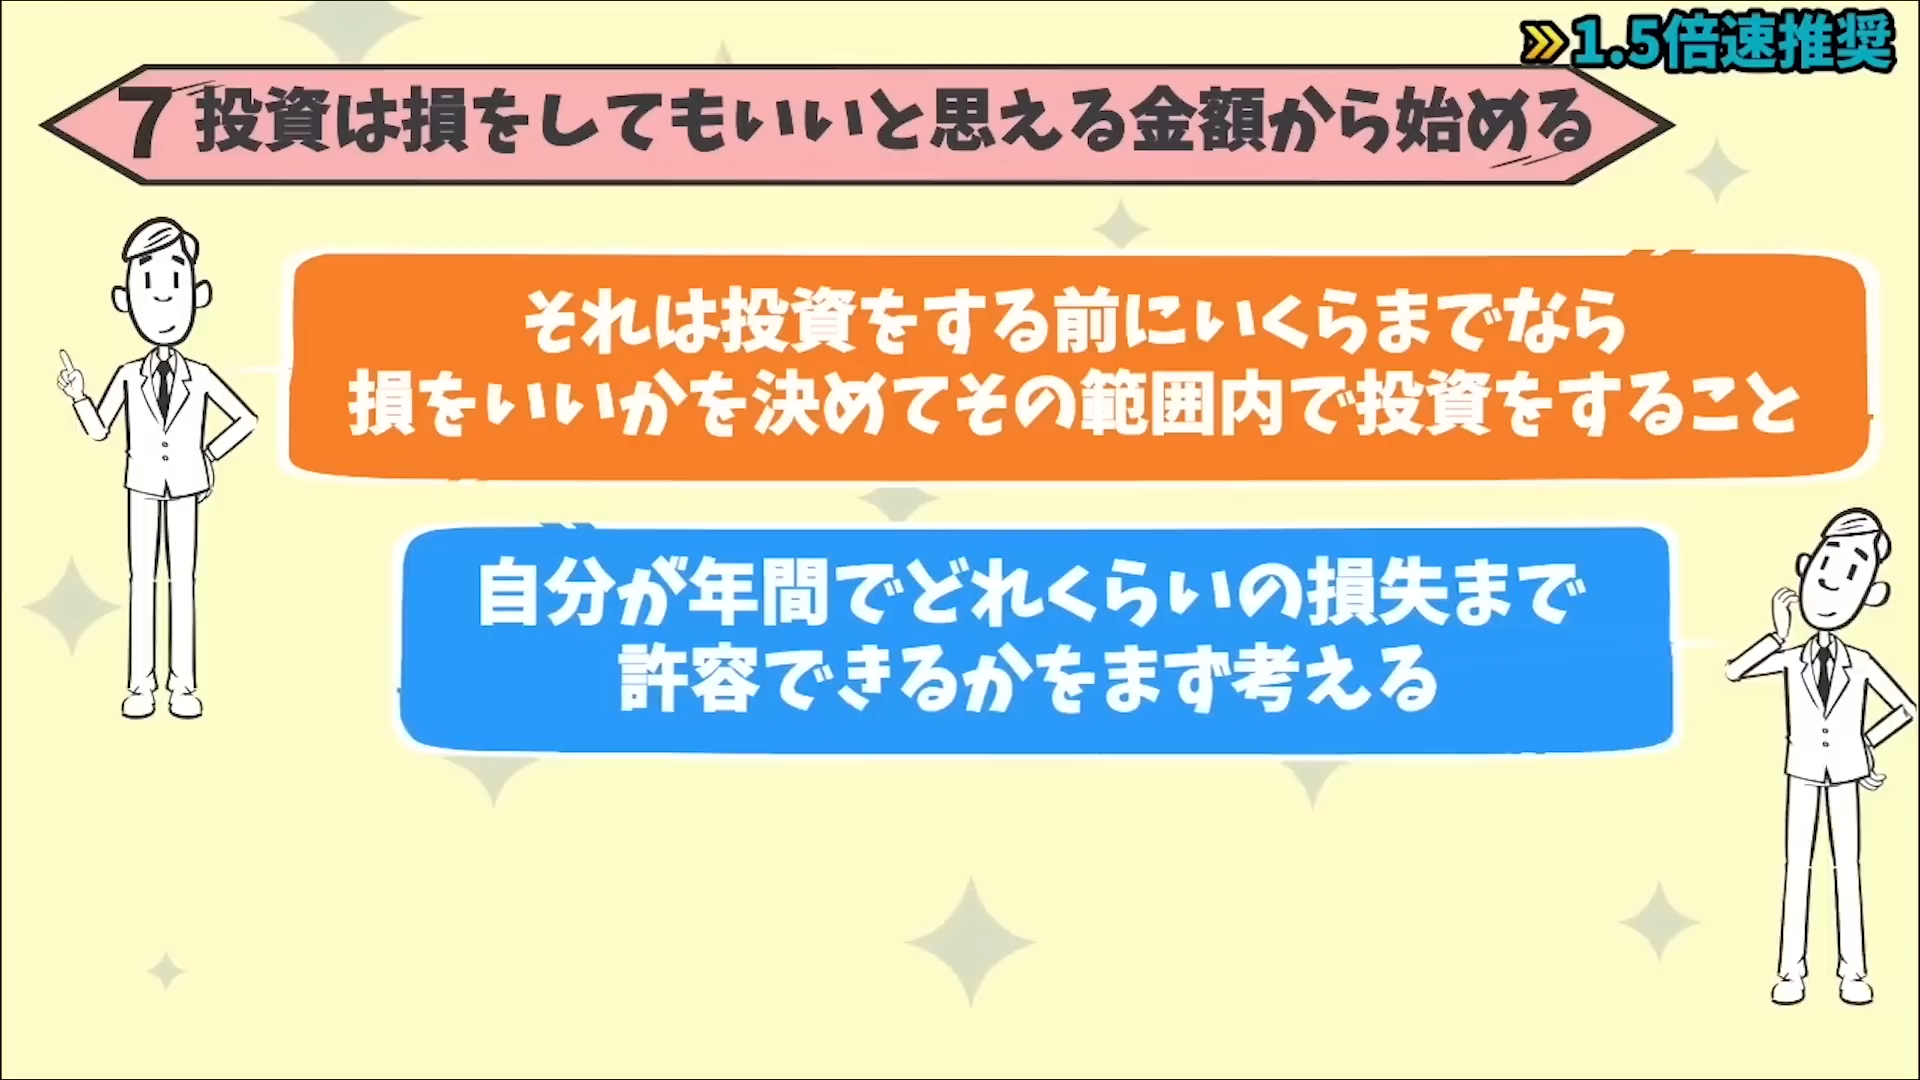 1.5倍速推奨
7 投資は損をしてもいいと思える金額から始める
それは投資をする前にいくらまでなら
損をいいかを決めてその範囲内で投資をすること
自分が年間でどれくらいの損失まで
許容できるかをまず考える